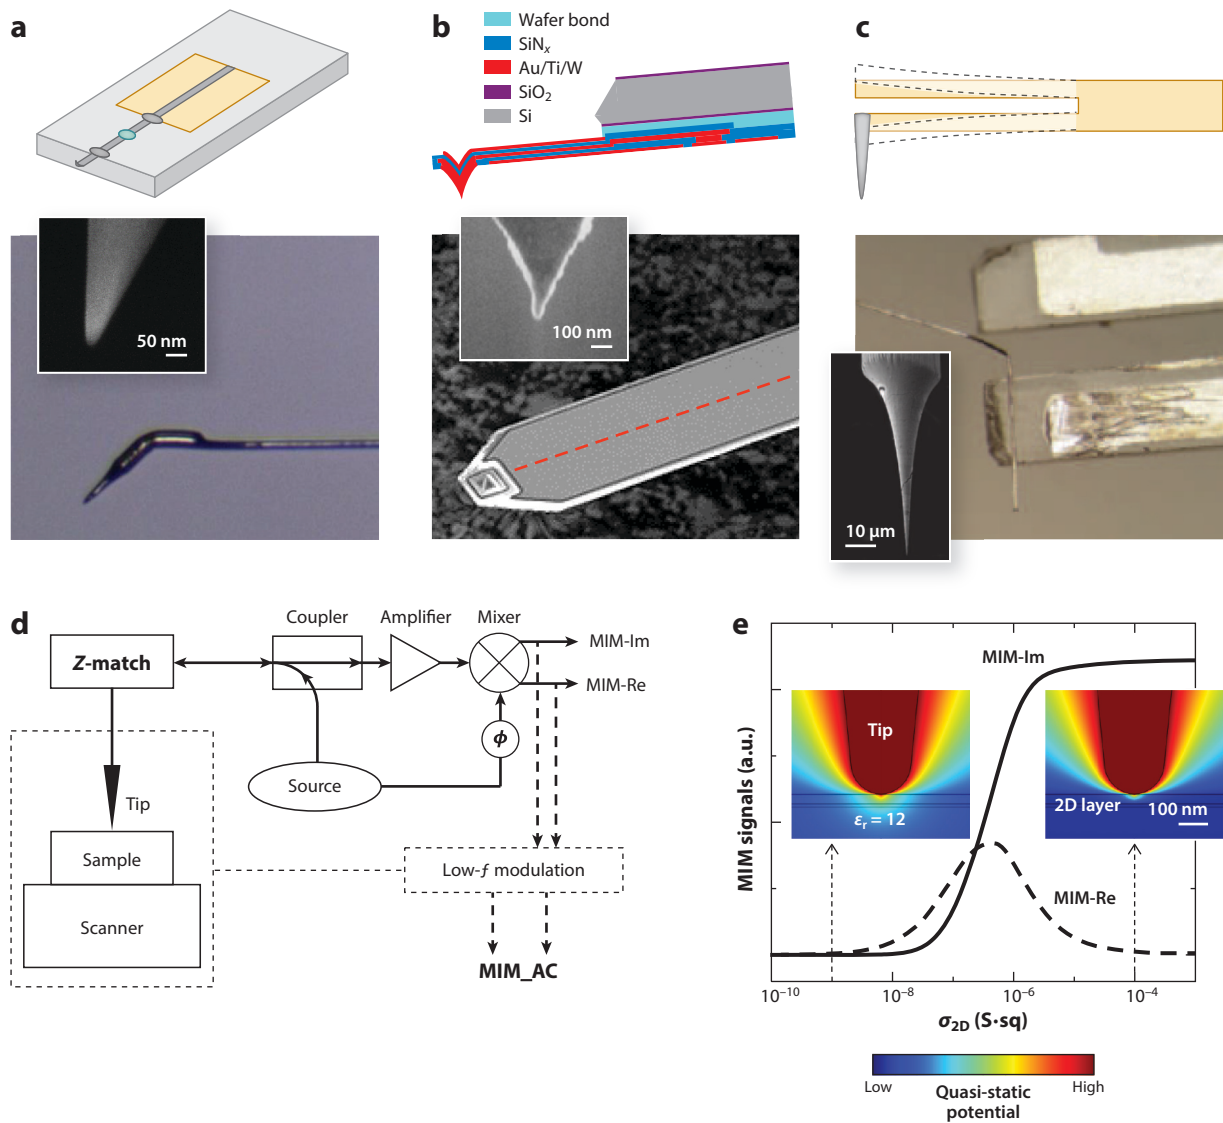 a
50 nm
b
Wafer bond
SiNx
Au/Ti/W
SiO2
Si
100 nm
c
10 µm
d
Coupler
Amplifier
Mixer
Z-match
MIM-Im
MIM-Re
ϕ
Source
Tip
Sample
Scanner
Low-f modulation
MIM_AC
e
MIM signals (a.u.)
MIM-Im
Tip
εr = 12
2D layer
100 nm
MIM-Re
10⁻¹⁰
10⁻⁸
10⁻⁶
10⁻⁴
σ2D (S·sq)
Low
High
Quasi-static
potential